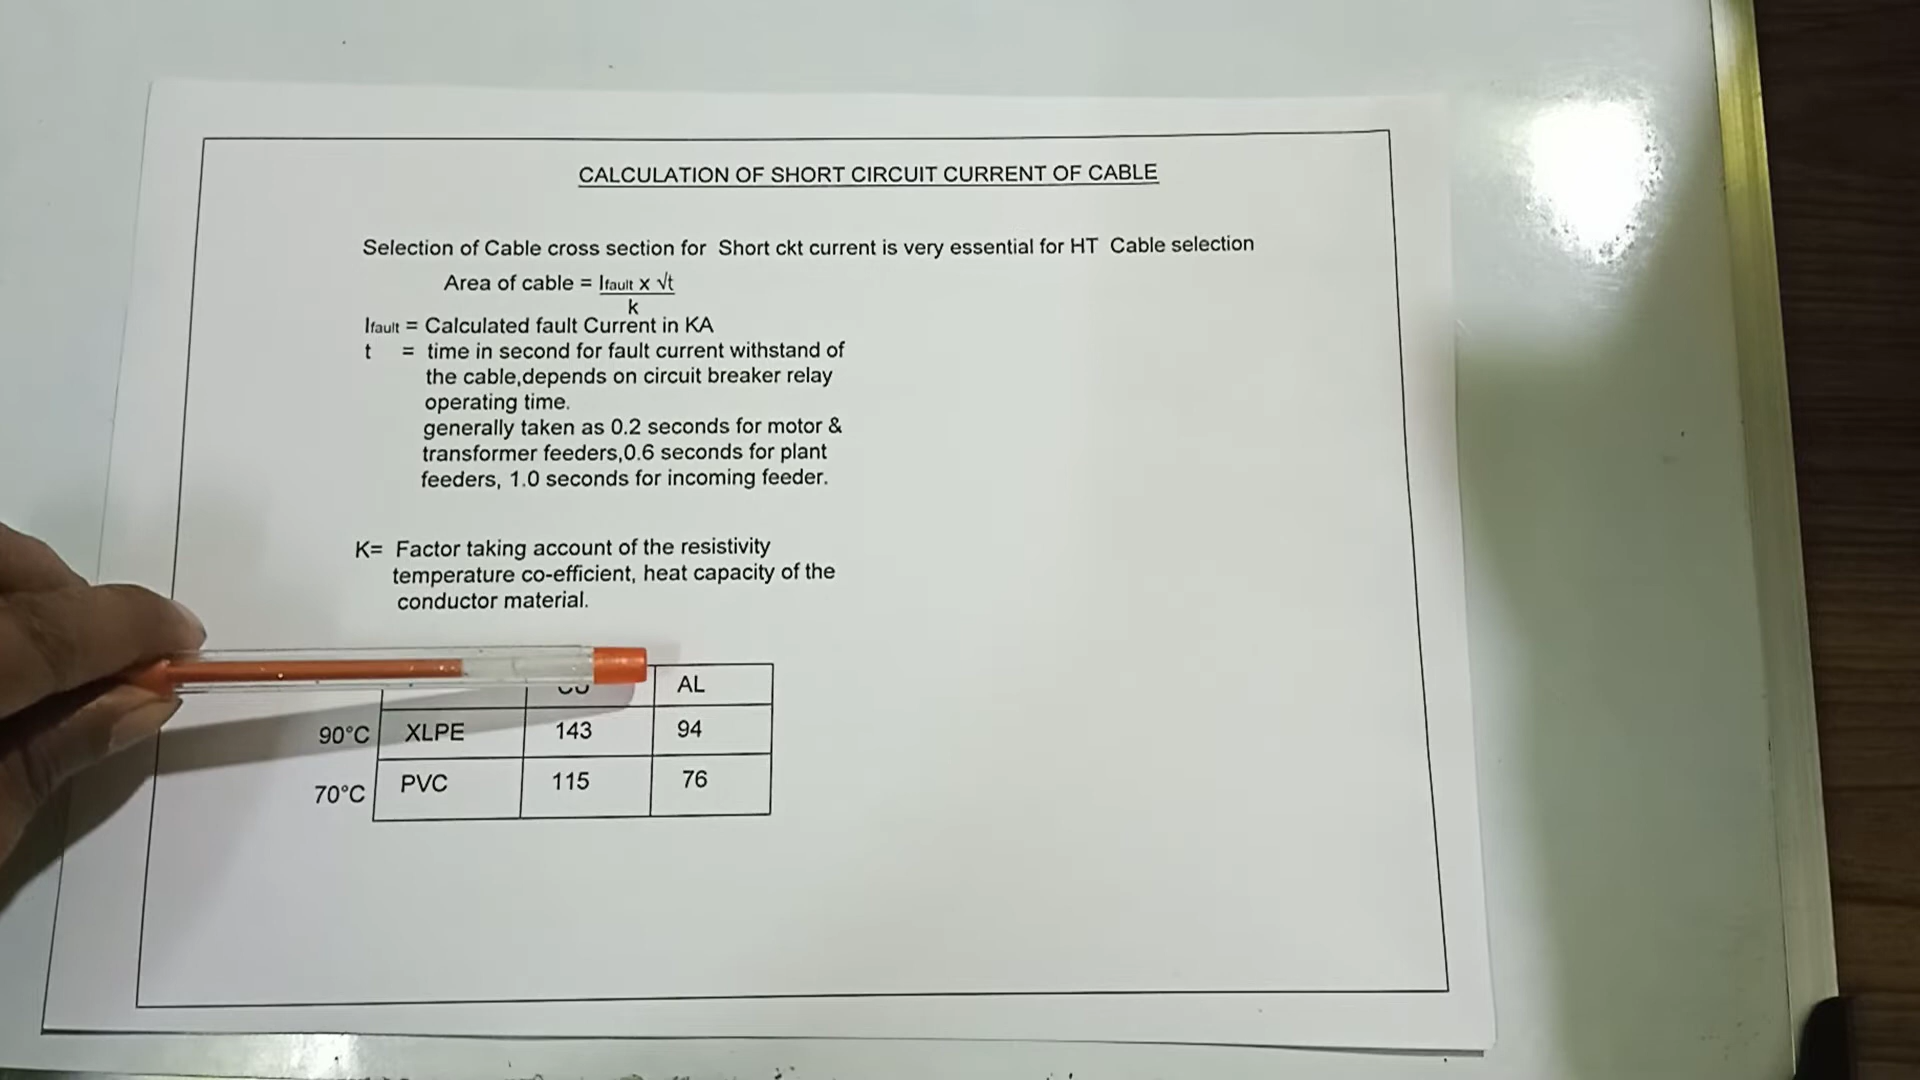 CALCULATION OF SHORT CIRCUIT CURRENT OF CABLE
Selection of Cable cross section for Short ckt current is very essential for HT Cable selection
Area of cable = Ifault x √t
k
Ifault = Calculated fault Current in KA
t = time in second for fault current withstand of
the cable,depends on circuit breaker relay
operating time.
generally taken as 0.2 seconds for motor &
transformer feeders,0.6 seconds for plant
feeders, 1.0 seconds for incoming feeder.
K= Factor taking account of the resistivity
temperature co-efficient, heat capacity of the
conductor material.
AL
90°C XLPE 143 94
70°C PVC 115 76